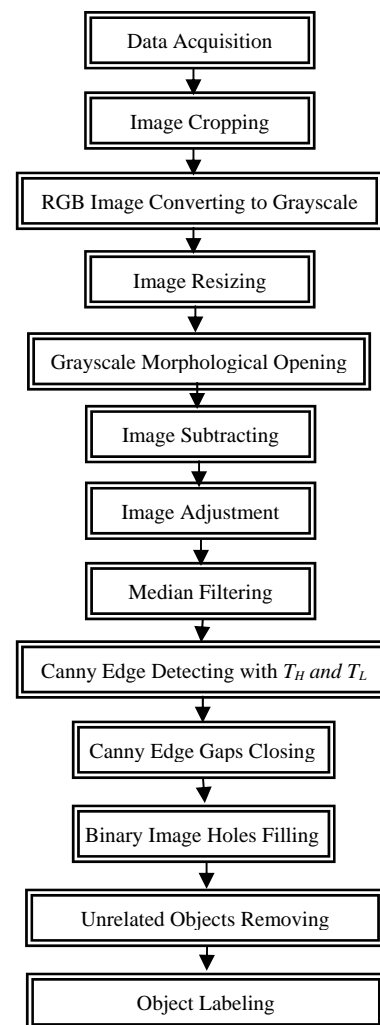 Data Acquisition
Image Cropping
RGB Image Converting to Grayscale
Image Resizing
Grayscale Morphological Opening
Image Subtracting
Image Adjustment
Median Filtering
Canny Edge Detecting with T_H and T_L
Canny Edge Gaps Closing
Binary Image Holes Filling
Unrelated Objects Removing
Object Labeling